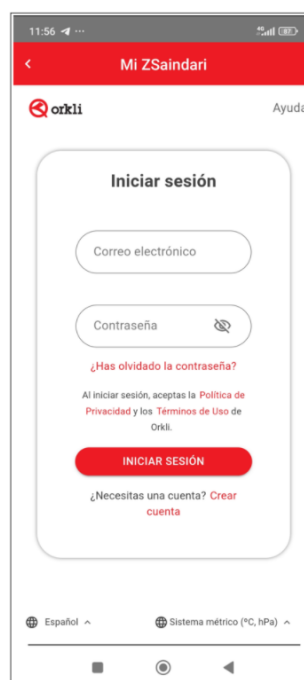 11:56
4G 87
Mi ZSaindari
orkli
Ayuda
Iniciar sesión
Correo electrónico
Contraseña
¿Has olvidado la contraseña?
Al iniciar sesión, aceptas la Política de
Privacidad y los Términos de Uso de
Orkli.
INICIAR SESIÓN
¿Necesitas una cuenta? Crear
cuenta
Español
Sistema métrico (ºC, hPa)